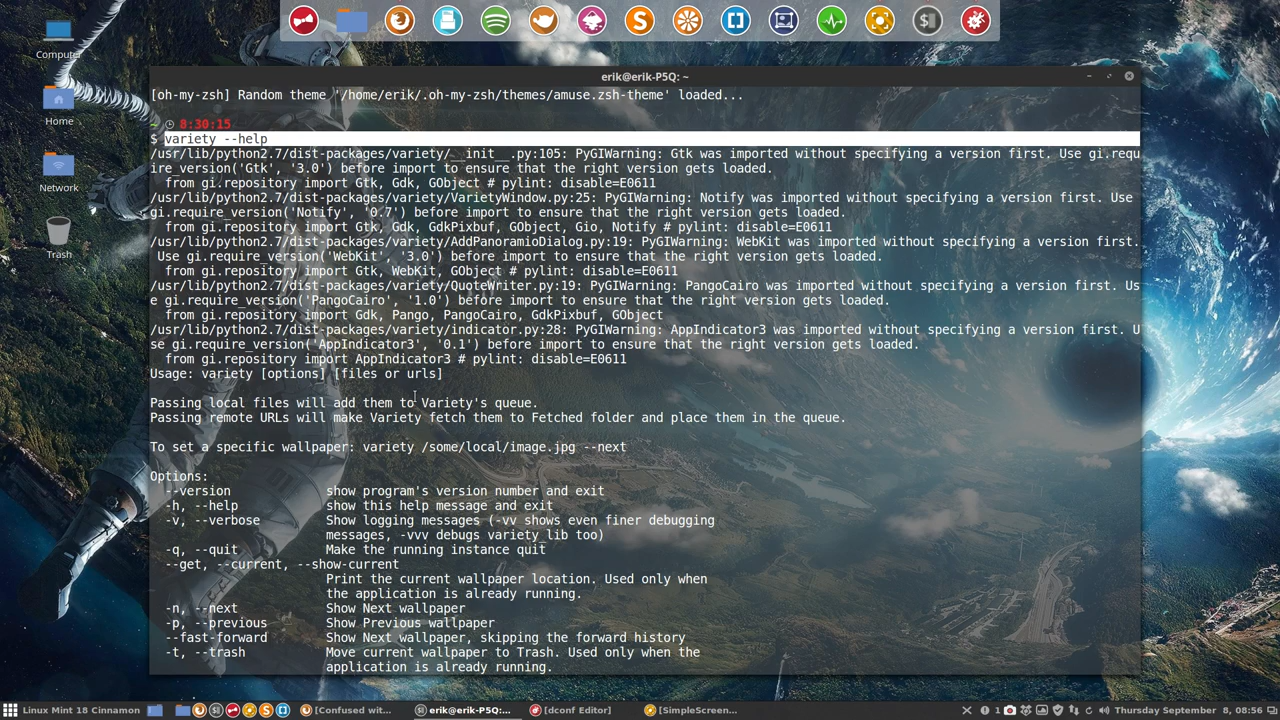 Computer
Home
Network
Trash
erik@erik-P5Q: ~
[oh-my-zsh] Random theme '/home/erik/.oh-my-zsh/themes/amuse.zsh-theme' loaded...
~ 8:30:15
$ variety --help
/usr/lib/python2.7/dist-packages/variety/__init__.py:105: PyGIWarning: Gtk was imported without specifying a version first. Use gi.requ
ire_version('Gtk', '3.0') before import to ensure that the right version gets loaded.
  from gi.repository import Gtk, Gdk, GObject # pylint: disable=E0611
/usr/lib/python2.7/dist-packages/variety/VarietyWindow.py:25: PyGIWarning: Notify was imported without specifying a version first. Use
gi.require_version('Notify', '0.7') before import to ensure that the right version gets loaded.
  from gi.repository import Gtk, Gdk, GdkPixbuf, GObject, Gio, Notify # pylint: disable=E0611
/usr/lib/python2.7/dist-packages/variety/AddPanoramioDialog.py:19: PyGIWarning: WebKit was imported without specifying a version first.
 Use gi.require_version('WebKit', '3.0') before import to ensure that the right version gets loaded.
  from gi.repository import Gtk, WebKit, GObject # pylint: disable=E0611
/usr/lib/python2.7/dist-packages/variety/QuoteWriter.py:19: PyGIWarning: PangoCairo was imported without specifying a version first. Us
e gi.require_version('PangoCairo', '1.0') before import to ensure that the right version gets loaded.
  from gi.repository import Gdk, Pango, PangoCairo, GdkPixbuf, GObject
/usr/lib/python2.7/dist-packages/variety/indicator.py:28: PyGIWarning: AppIndicator3 was imported without specifying a version first. U
se gi.require_version('AppIndicator3', '0.1') before import to ensure that the right version gets loaded.
  from gi.repository import AppIndicator3 # pylint: disable=E0611
Usage: variety [options] [files or urls]
Passing local files will add them to Variety's queue.
Passing remote URLs will make Variety fetch them to Fetched folder and place them in the queue.
To set a specific wallpaper: variety /some/local/image.jpg --next
Options:
  --version             show program's version number and exit
  -h, --help            show this help message and exit
  -v, --verbose         Show logging messages (-vv shows even finer debugging
                        messages, -vvv debugs variety_lib too)
  -q, --quit            Make the running instance quit
  --get, --current, --show-current
                        Print the current wallpaper location. Used only when
                        the application is already running.
  -n, --next            Show Next wallpaper
  -p, --previous        Show Previous wallpaper
  --fast-forward        Show Next wallpaper, skipping the forward history
  -t, --trash           Move current wallpaper to Trash. Used only when the
                        application is already running.
Linux Mint 18 Cinnamon [Confused wit... erik@erik-P5Q:... [dconf Editor] [SimpleScreen... 1 Thursday September 8, 08:56